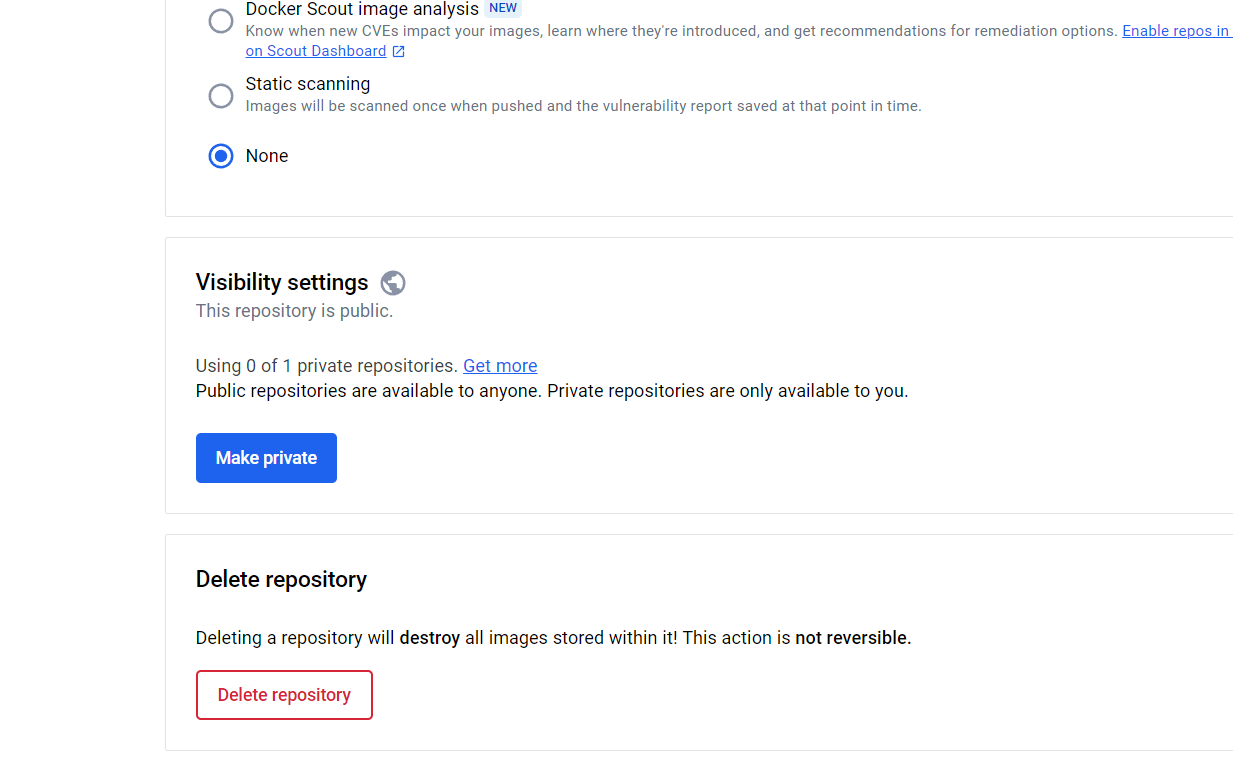 Docker Scout image analysis NEW
Know when new CVEs impact your images, learn where they're introduced, and get recommendations for remediation options. Enable repos in
on Scout Dashboard
Static scanning
Images will be scanned once when pushed and the vulnerability report saved at that point in time.
None
Visibility settings
This repository is public.
Using 0 of 1 private repositories. Get more
Public repositories are available to anyone. Private repositories are only available to you.
Make private
Delete repository
Deleting a repository will destroy all images stored within it! This action is not reversible.
Delete repository